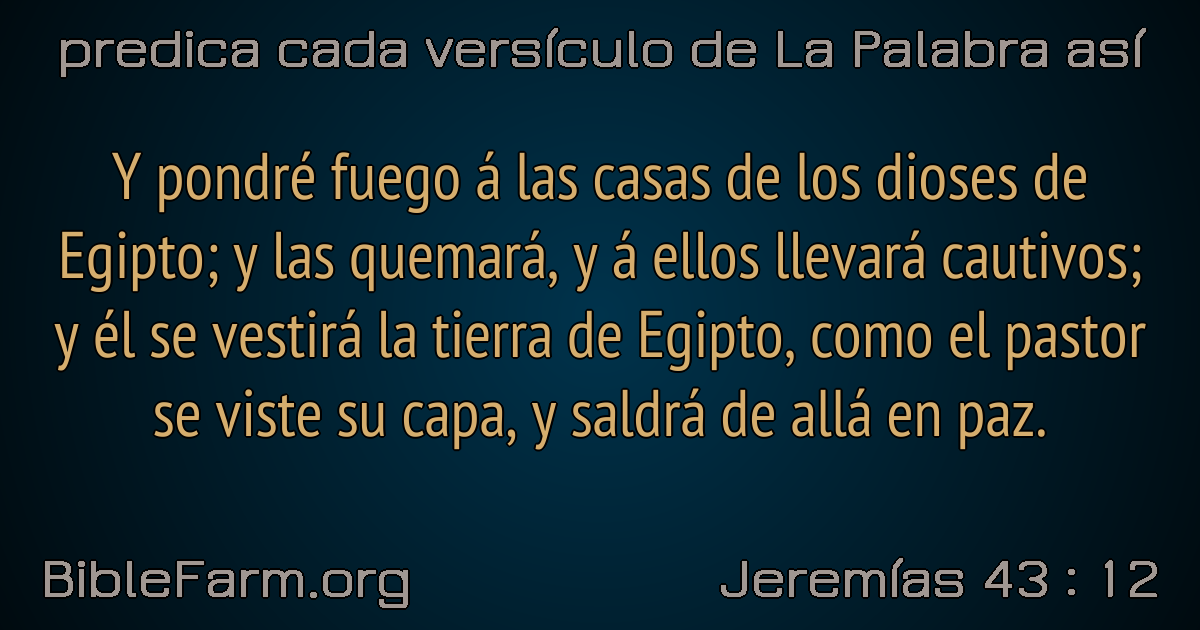 predica cada versículo de La Palabra así
Y pondré fuego á las casas de los dioses de
Egipto; y las quemará, y á ellos llevará cautivos;
y él se vestirá la tierra de Egipto, como el pastor
se viste su capa, y saldrá de allá en paz.
BibleFarm.org
Jeremías 43 : 12